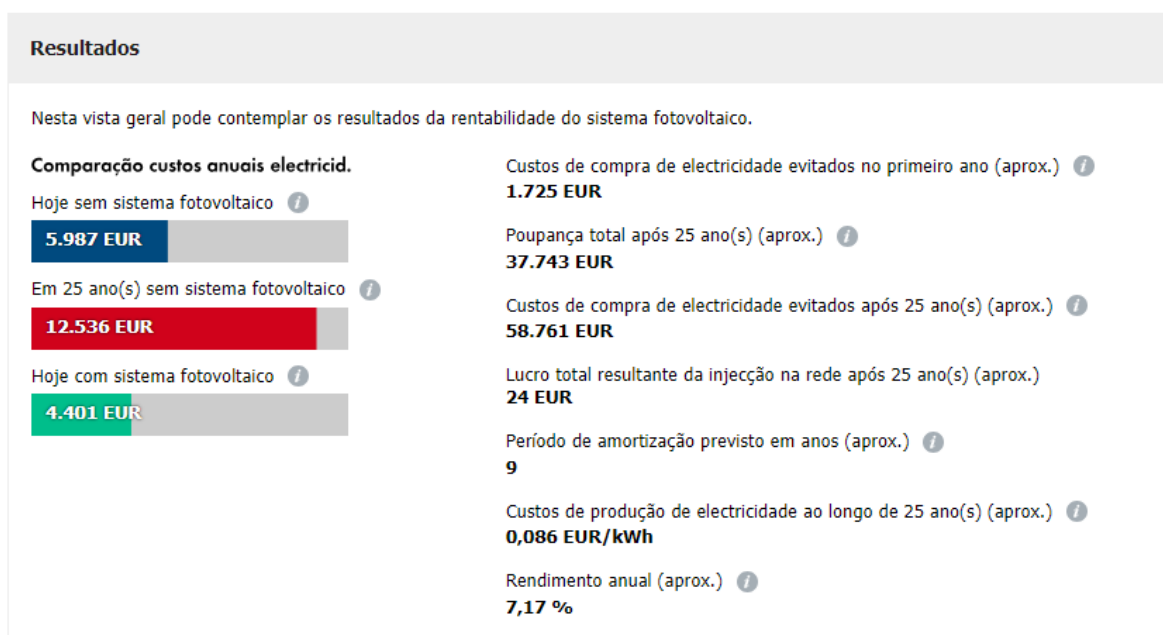 Resultados
Nesta vista geral pode contemplar os resultados da rentabilidade do sistema fotovoltaico.
Comparação custos anuais electricid.
Hoje sem sistema fotovoltaico
5.987 EUR
Em 25 ano(s) sem sistema fotovoltaico
12.536 EUR
Hoje com sistema fotovoltaico
4.401 EUR
Custos de compra de electricidade evitados no primeiro ano (aprox.)
1.725 EUR
Poupança total após 25 ano(s) (aprox.)
37.743 EUR
Custos de compra de electricidade evitados após 25 ano(s) (aprox.)
58.761 EUR
Lucro total resultante da injecção na rede após 25 ano(s) (aprox.)
24 EUR
Período de amortização previsto em anos (aprox.)
9
Custos de produção de electricidade ao longo de 25 ano(s) (aprox.)
0,086 EUR/kWh
Rendimento anual (aprox.)
7,17 %